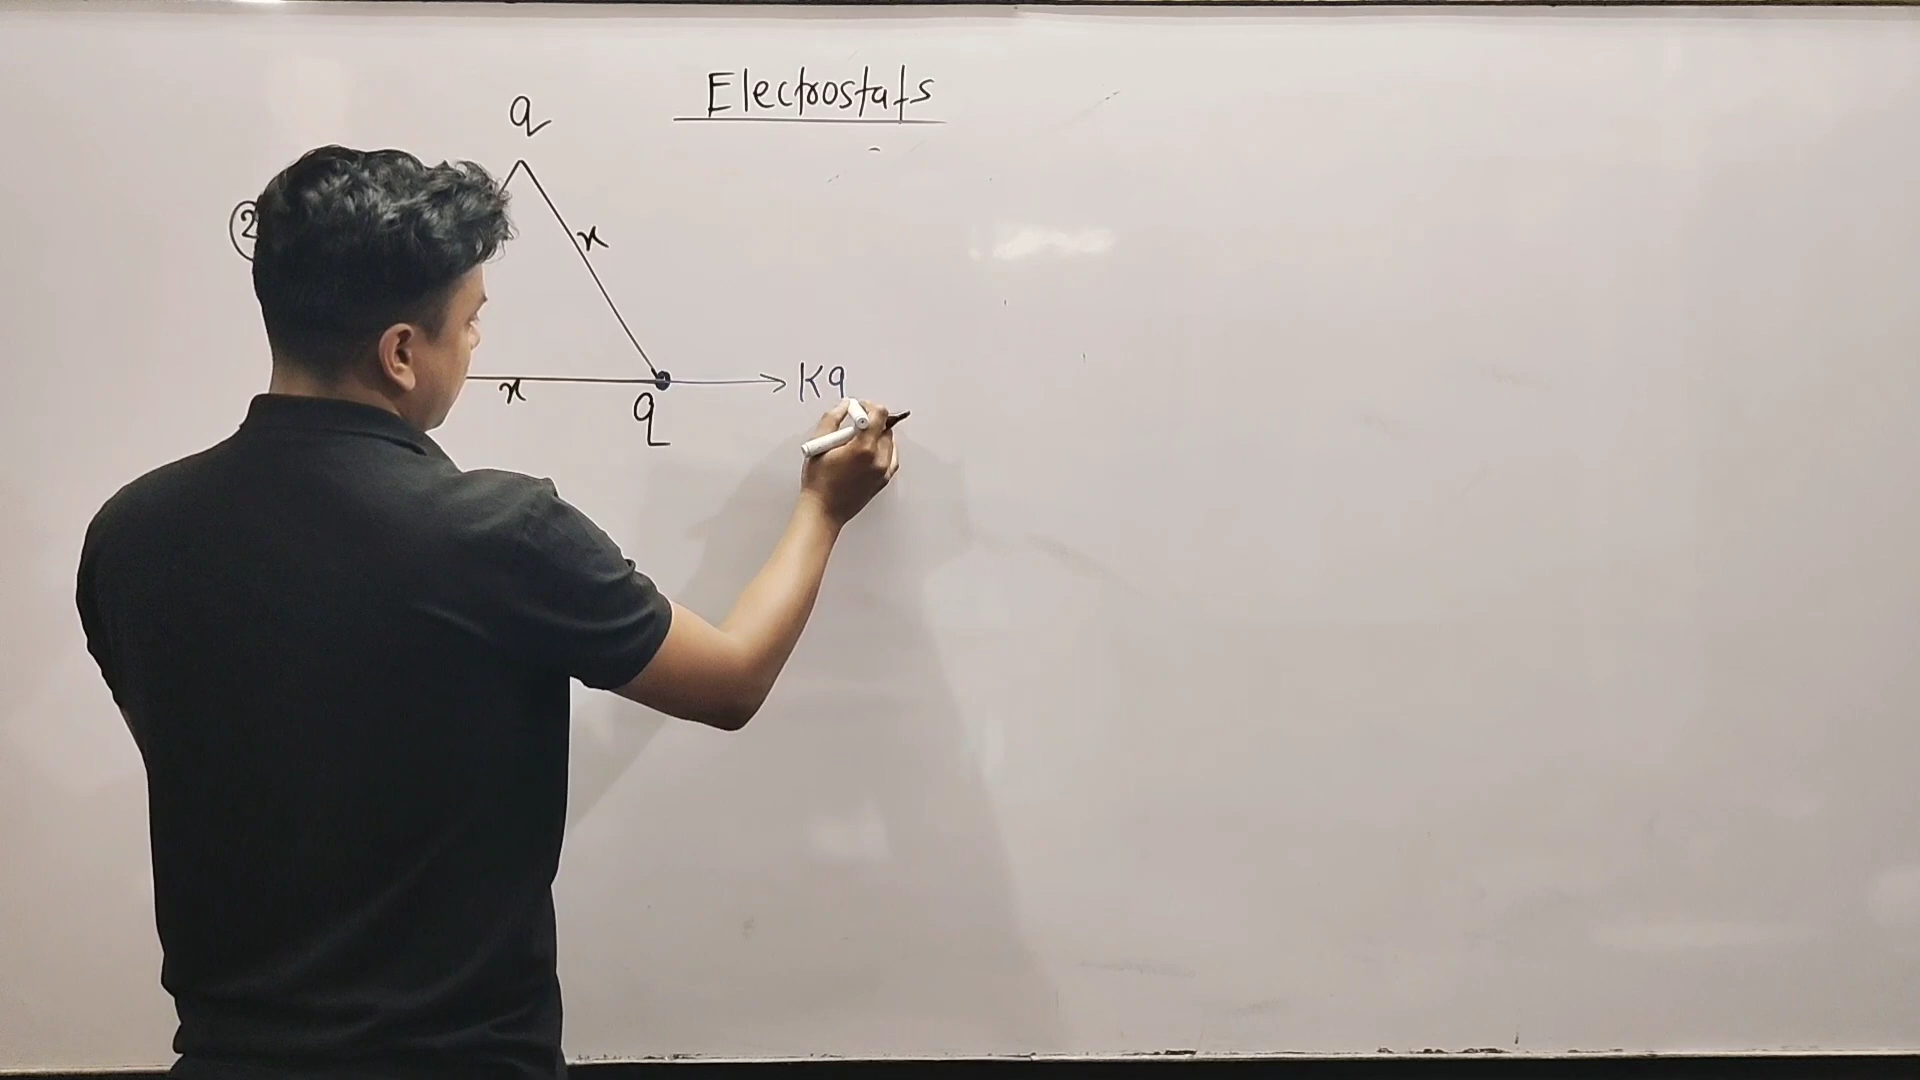 Electrostats
q
②
x
x
Kq
q